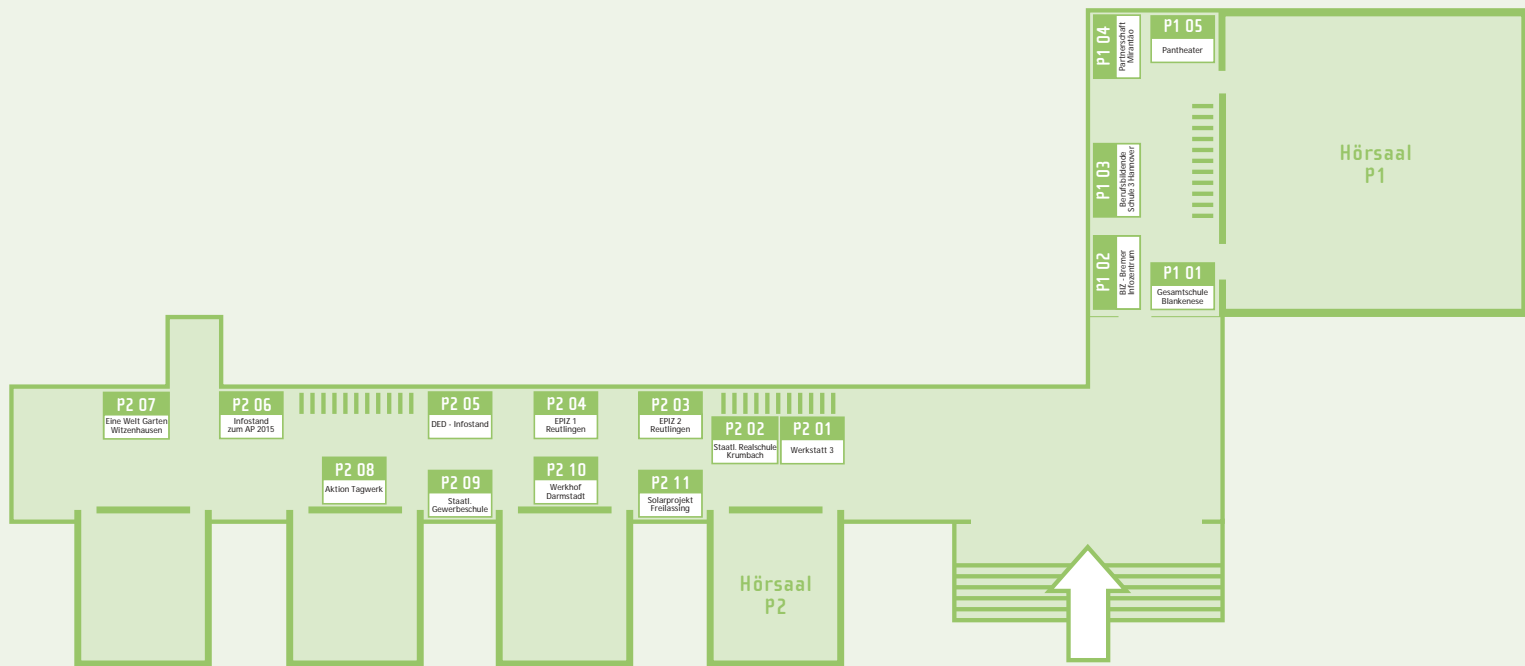 P1 04
Partnerschaft
Mirantão
P1 05
Pantheater
P1 03
Berufsbildende
Schule 3 Hannover
Hörsaal
P1
P1 02
BIZ - Bremer
Infozentrum
P1 01
Gesamtschule
Blankenese
P2 07
Eine Welt Garten
Witzenhausen
P2 06
Infostand
zum AP 2015
P2 05
DED - Infostand
P2 04
EPIZ 1
Reutlingen
P2 03
EPIZ 2
Reutlingen
P2 02
Staatl. Realschule
Krumbach
P2 01
Werkstatt 3
P2 08
Aktion Tagwerk
P2 09
Staatl.
Gewerbeschule
P2 10
Werkhof
Darmstadt
P2 11
Solarprojekt
Freilassing
Hörsaal
P2